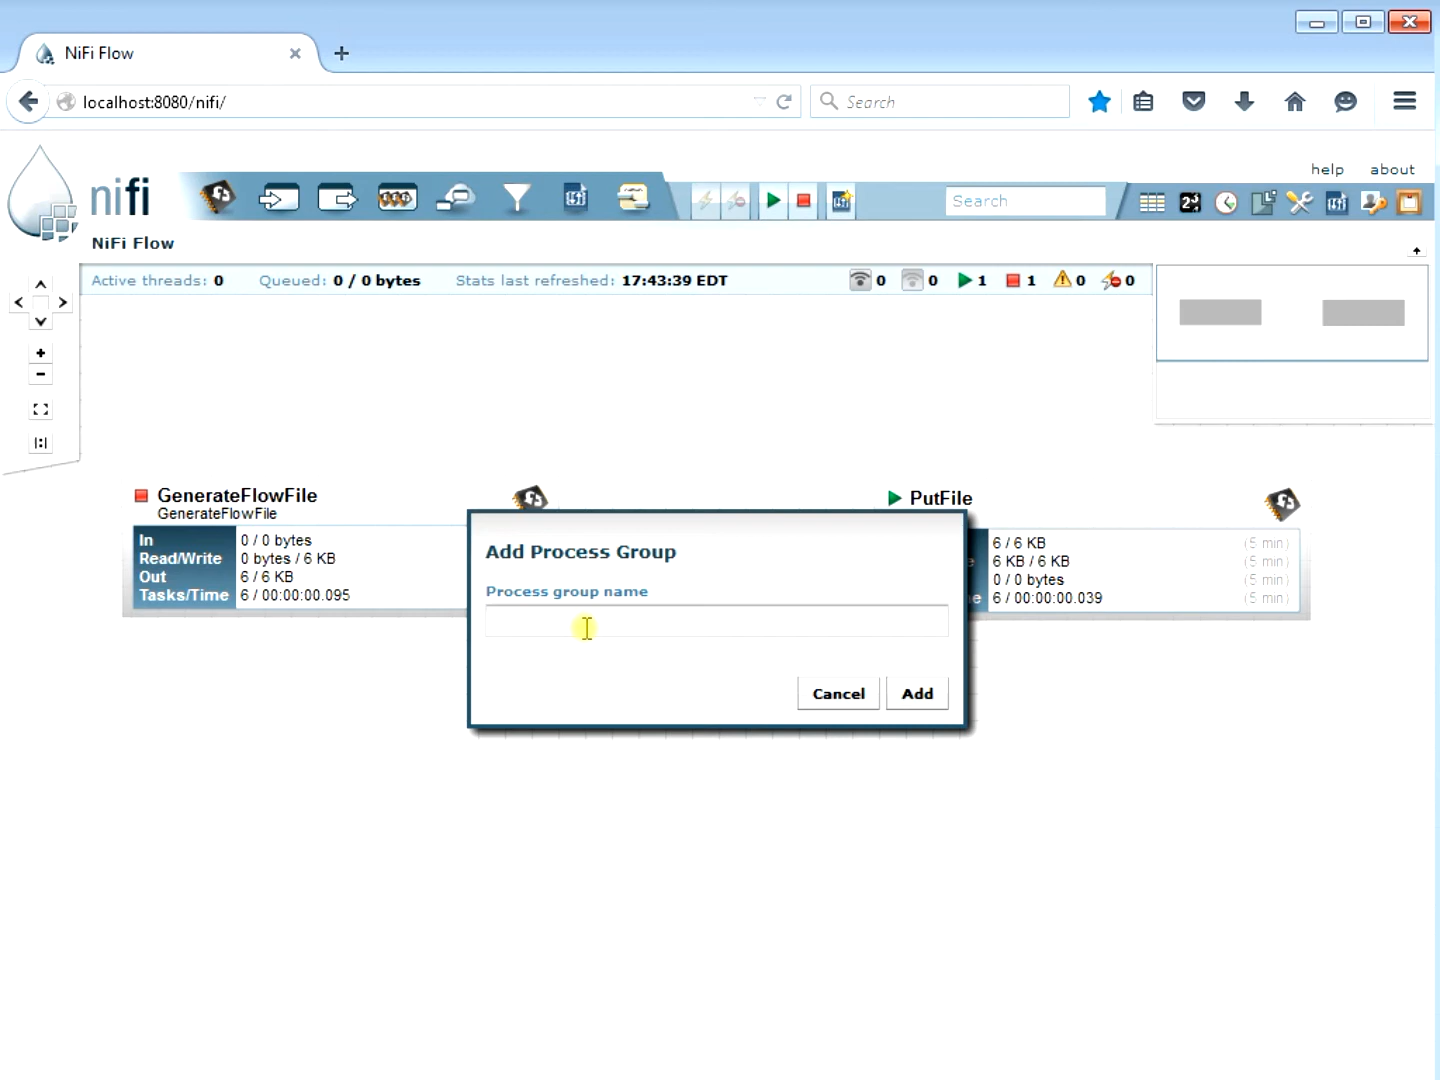 NiFi Flow
localhost:8080/nifi/
Search
help about
nifi
Search
NiFi Flow
Active threads: 0 Queued: 0 / 0 bytes Stats last refreshed: 17:43:39 EDT 0 0 1 1 0 0
GenerateFlowFile
GenerateFlowFile
In 0 / 0 bytes
Read/Write 0 bytes / 6 KB
Out 6 / 6 KB
Tasks/Time 6 / 00:00:00.095
PutFile
6 / 6 KB (5 min)
6 KB / 6 KB (5 min)
0 / 0 bytes (5 min)
6 / 00:00:00.039 (5 min)
Add Process Group
Process group name
Cancel Add